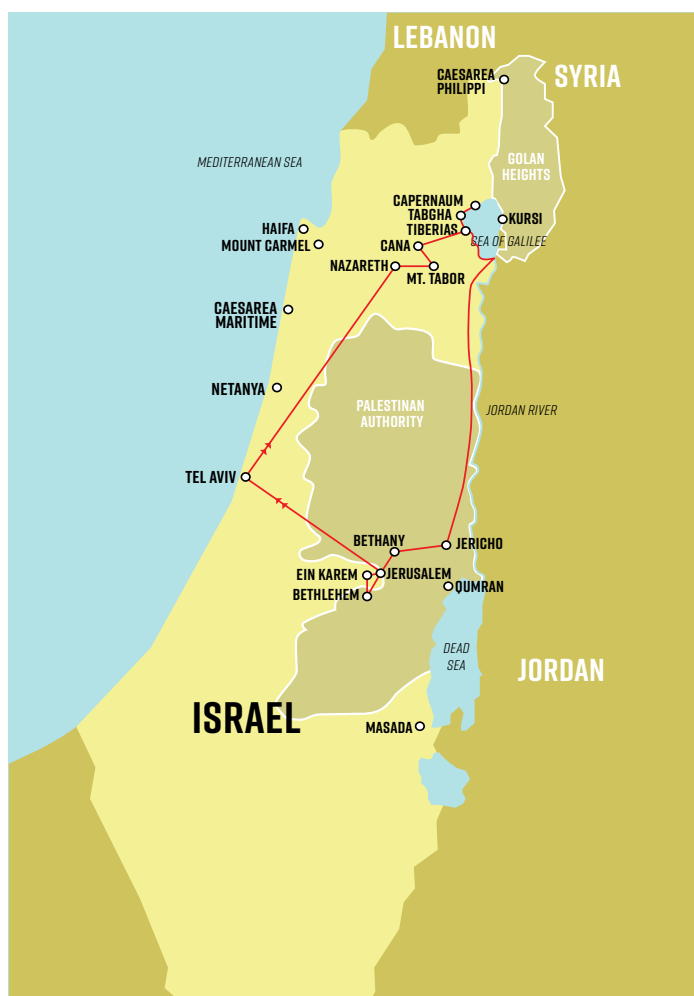 LEBANON
CAESAREA
PHILIPPI
SYRIA
MEDITERRANEAN SEA
GOLAN
HEIGHTS
CAPERNAUM
TABGHA
KURSI
TIBERIAS
HAIFA
SEA OF GALILEE
MOUNT CARMEL
CANA
NAZARETH
MT. TABOR
CAESAREA
MARITIME
NETANYA
PALESTINAN
AUTHORITY
JORDAN RIVER
TEL AVIV
BETHANY
JERICHO
EIN KAREM
JERUSALEM
QUMRAN
BETHLEHEM
DEAD
SEA
JORDAN
ISRAEL
MASADA